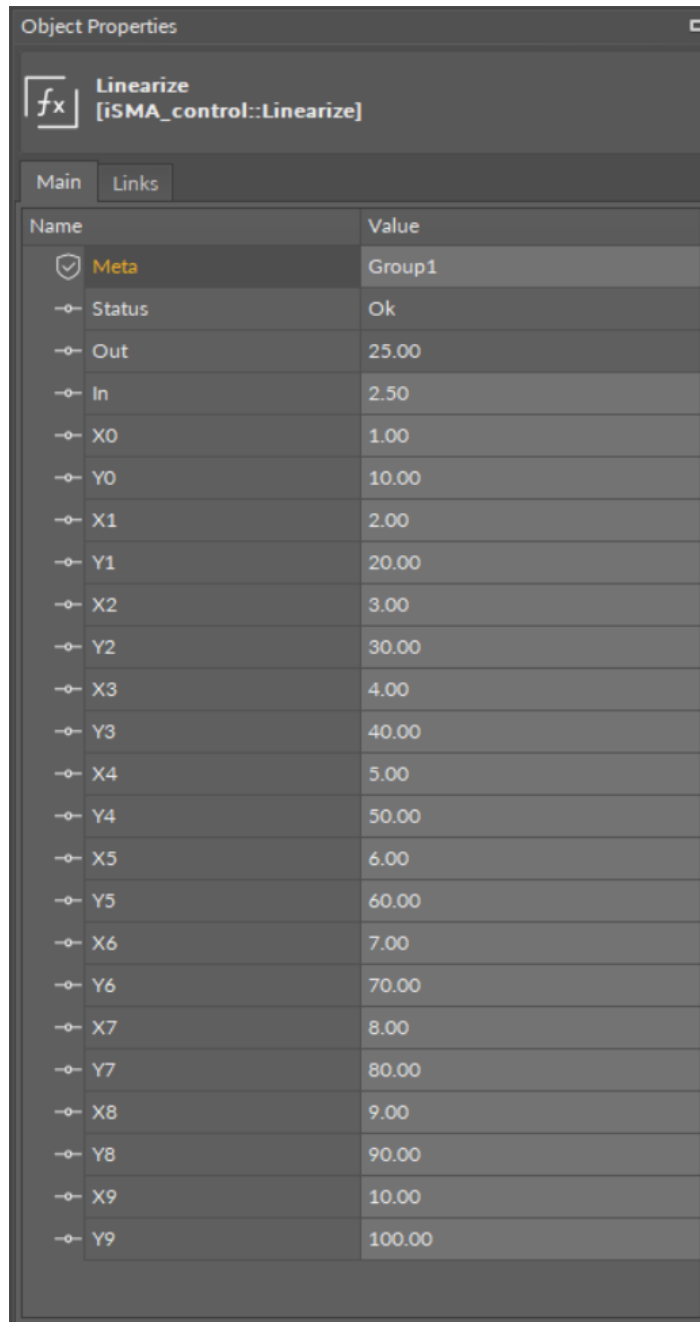 Object Properties
fx
Linearize
[iSMA_control::Linearize]
Main Links
Name Value
Meta Group1
Status Ok
Out 25.00
In 2.50
X0 1.00
Y0 10.00
X1 2.00
Y1 20.00
X2 3.00
Y2 30.00
X3 4.00
Y3 40.00
X4 5.00
Y4 50.00
X5 6.00
Y5 60.00
X6 7.00
Y6 70.00
X7 8.00
Y7 80.00
X8 9.00
Y8 90.00
X9 10.00
Y9 100.00